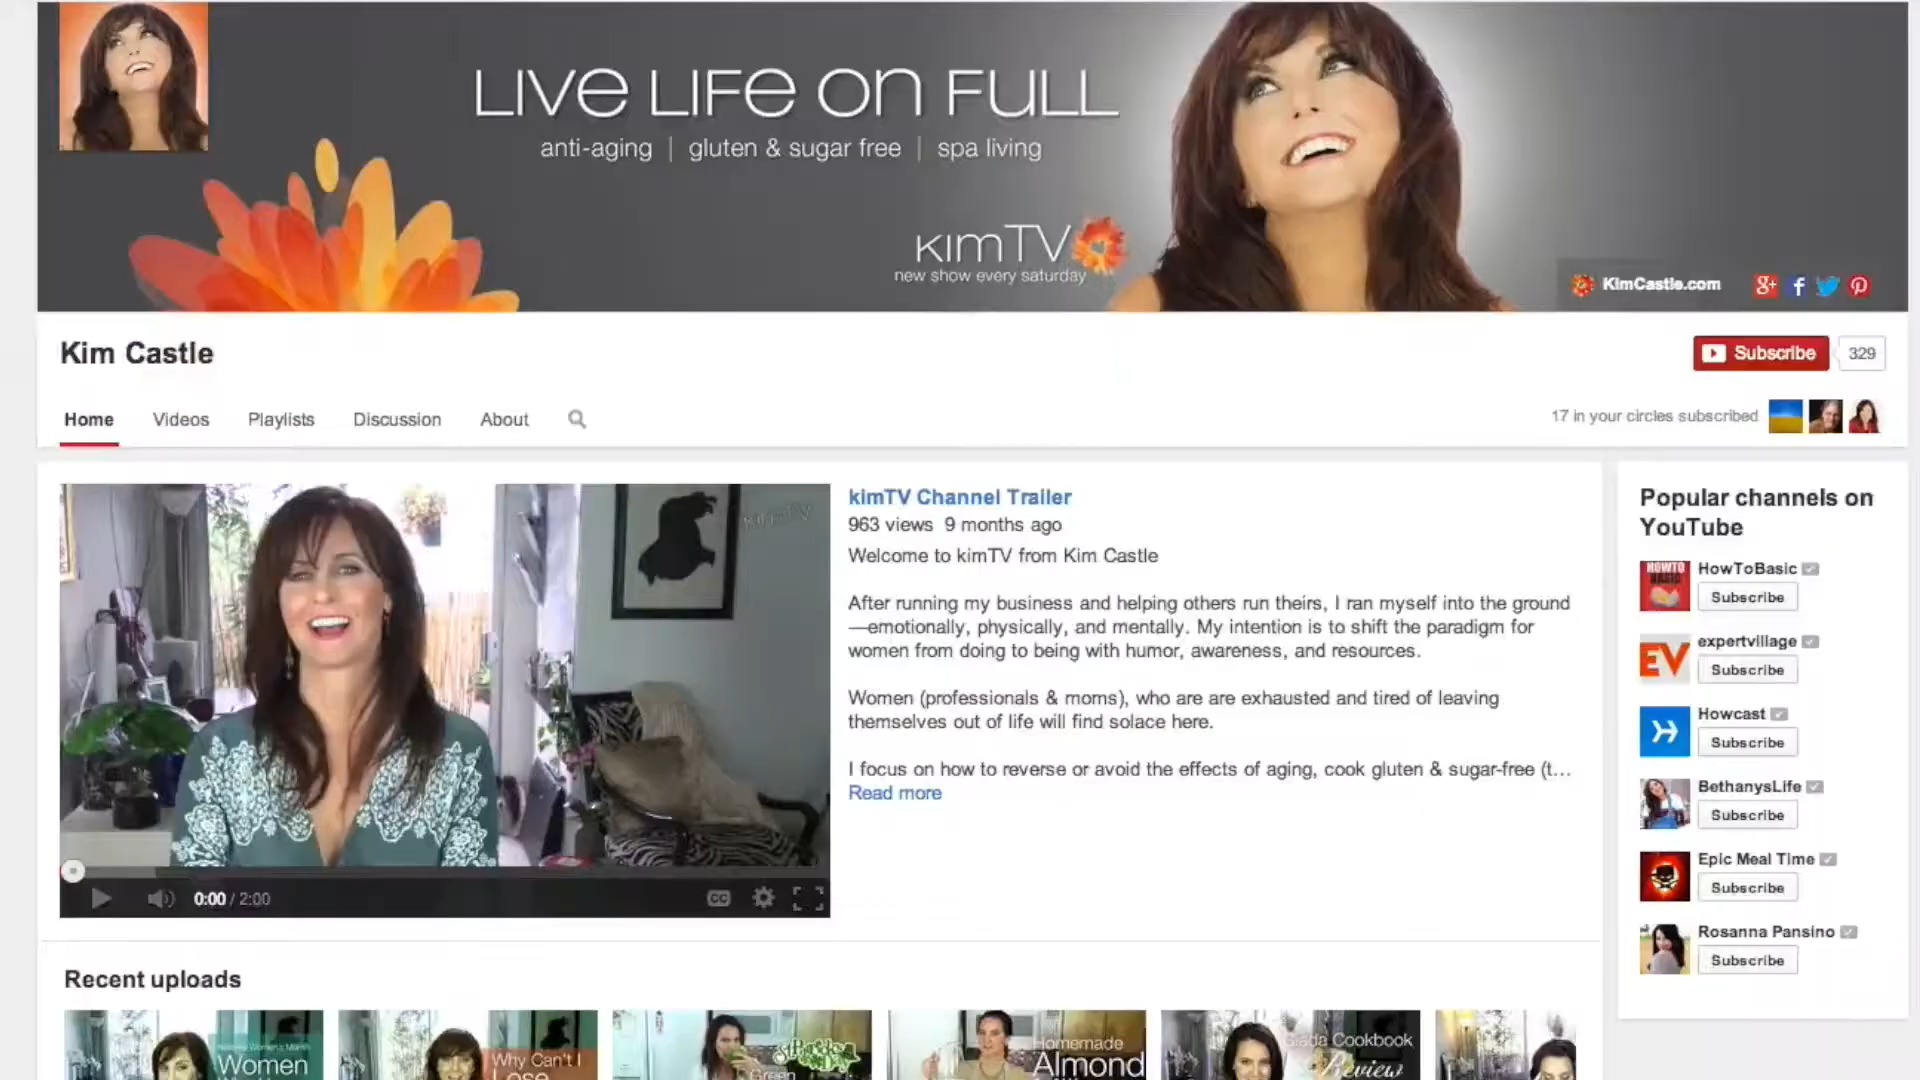 LIVE LIFE on FULL
anti-aging | gluten & sugar free | spa living
kimTV
new show every saturday
KimCastle.com
Kim Castle
Subscribe 329
Home Videos Playlists Discussion About
17 in your circles subscribed
kimTV
0:00 / 2:00
CC
kimTV Channel Trailer
963 views 9 months ago
Welcome to kimTV from Kim Castle
After running my business and helping others run theirs, I ran myself into the ground
—emotionally, physically, and mentally. My intention is to shift the paradigm for
women from doing to being with humor, awareness, and resources.
Women (professionals & moms), who are are exhausted and tired of leaving
themselves out of life will find solace here.
I focus on how to reverse or avoid the effects of aging, cook gluten & sugar-free (t...
Read more
Popular channels on
YouTube
HOWTO
BASIC
HowToBasic
Subscribe
EV
expertvillage
Subscribe
Howcast
Subscribe
BethanysLife
Subscribe
Epic Meal Time
Subscribe
Rosanna Pansino
Subscribe
Recent uploads
Women
Why Can't I
Lose
Green
Homemade
Almond
Cookbook
Review